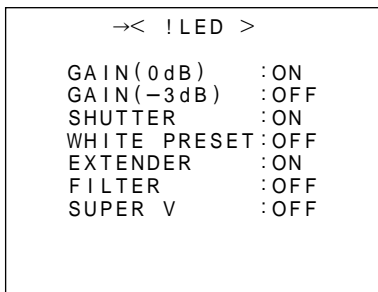 →< !LED >
GAIN(0dB) :ON
GAIN(−3dB) :OFF
SHUTTER :ON
WHITE PRESET:OFF
EXTENDER :ON
FILTER :OFF
SUPER V :OFF